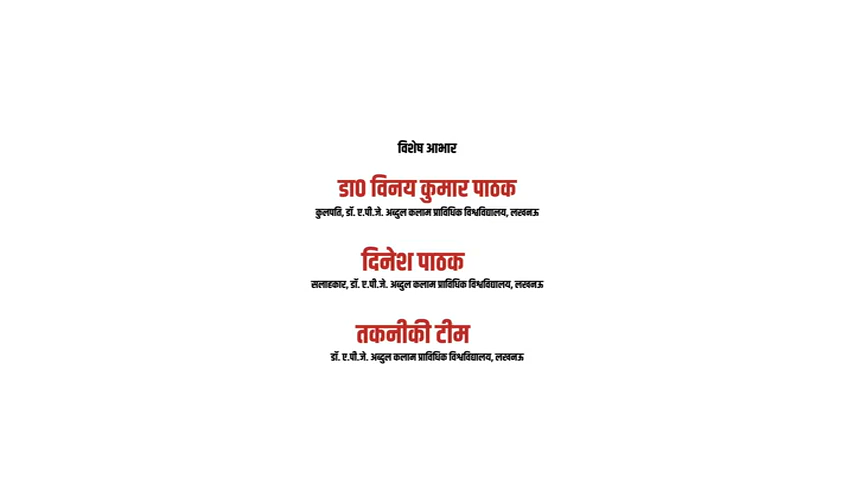 विशेष आभार
डा0 विनय कुमार पाठक
कुलपति, डॉ. ए.पी.जे. अब्दुल कलाम प्राविधिक विश्वविद्यालय, लखनऊ
दिनेश पाठक
सलाहकार, डॉ. ए.पी.जे. अब्दुल कलाम प्राविधिक विश्वविद्यालय, लखनऊ
तकनीकी टीम
डॉ. ए.पी.जे. अब्दुल कलाम प्राविधिक विश्वविद्यालय, लखनऊ